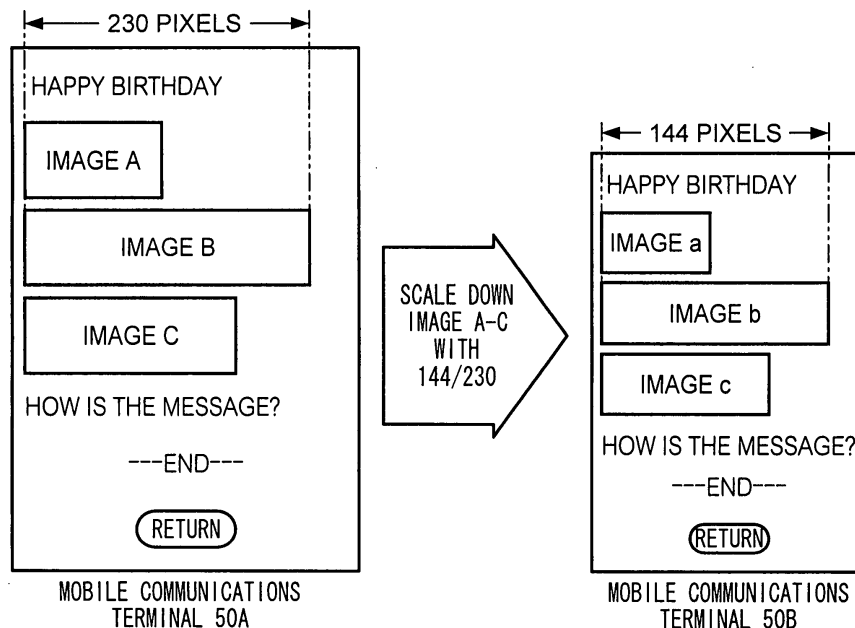 230 PIXELS
HAPPY BIRTHDAY
IMAGE A
IMAGE B
IMAGE C
HOW IS THE MESSAGE?
---END---
RETURN
MOBILE COMMUNICATIONS
TERMINAL 50A
SCALE DOWN
IMAGE A-C
WITH
144/230
144 PIXELS
HAPPY BIRTHDAY
IMAGE a
IMAGE b
IMAGE c
HOW IS THE MESSAGE?
---END---
RETURN
MOBILE COMMUNICATIONS
TERMINAL 50B